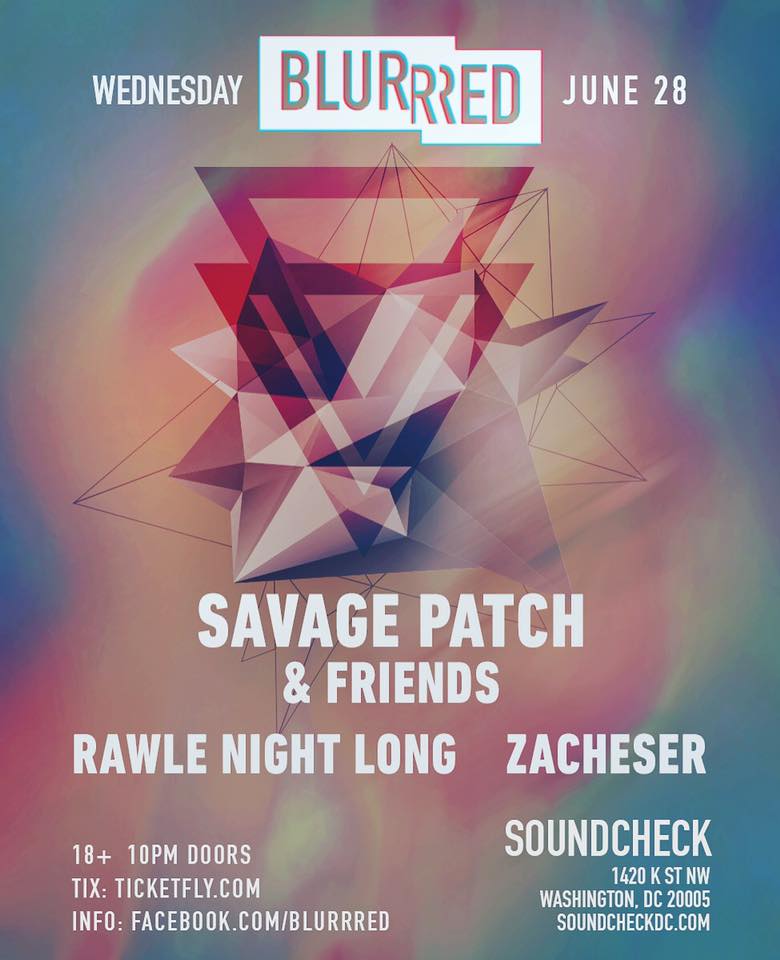 WEDNESDAY BLURRRED JUNE 28
SAVAGE PATCH
& FRIENDS
RAWLE NIGHT LONG ZACHESER
18+ 10PM DOORS
TIX: TICKETFLY.COM
INFO: FACEBOOK.COM/BLURRRED
SOUNDCHECK
1420 K ST NW
WASHINGTON, DC 20005
SOUNDCHECKDC.COM